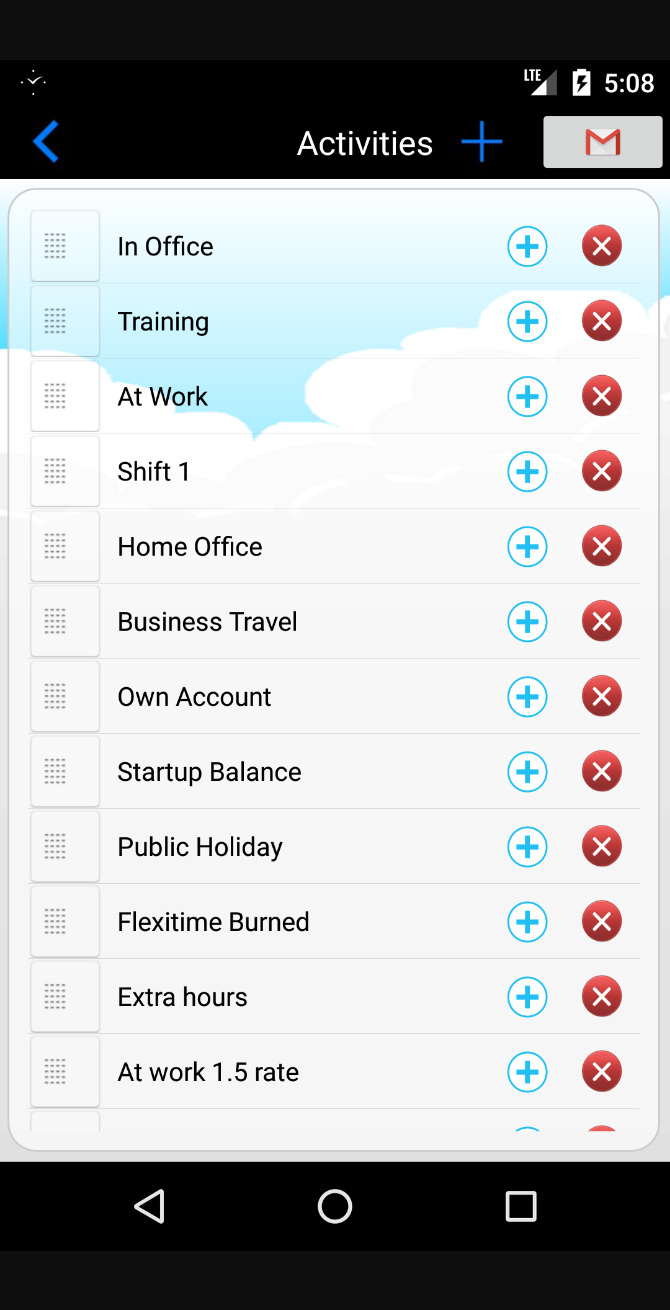 LTE 5:08
Activities
In Office
Training
At Work
Shift 1
Home Office
Business Travel
Own Account
Startup Balance
Public Holiday
Flexitime Burned
Extra hours
At work 1.5 rate